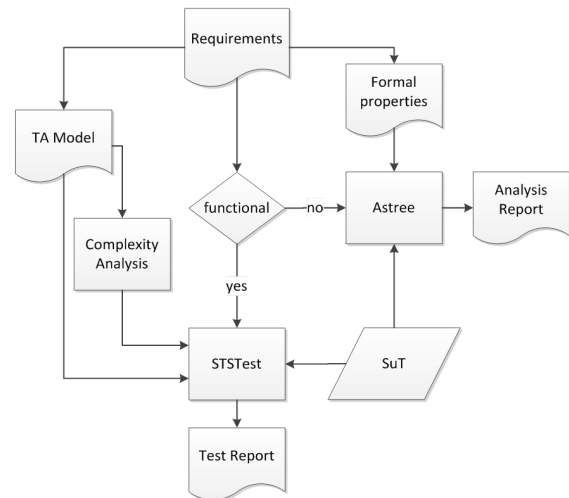 Requirements
Formal
properties
TA Model
functional
no
Astree
Analysis
Report
Complexity
Analysis
yes
STSTest
SuT
Test Report